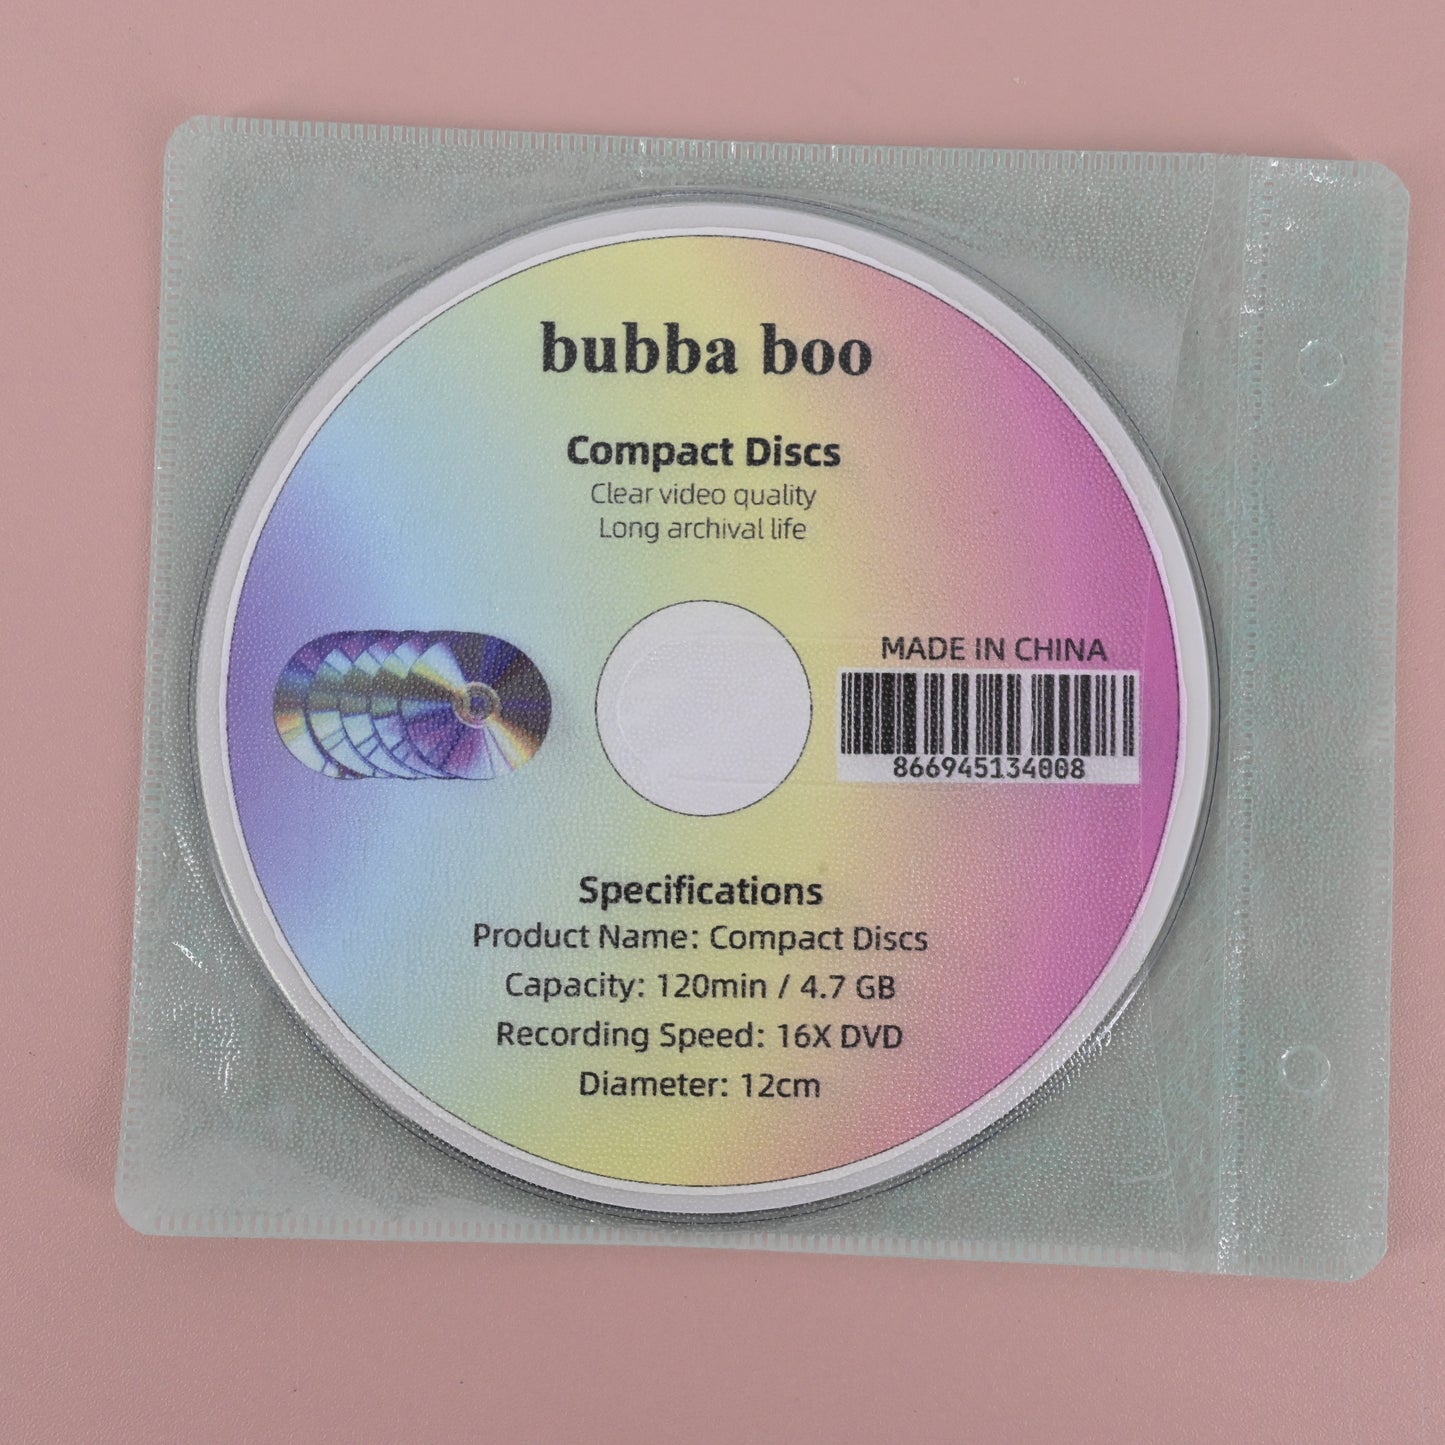 bubba boo
Compact Discs
Clear video quality
Long archival life
MADE IN CHINA
866945134008
Specifications
Product Name: Compact Discs
Capacity: 120min / 4.7 GB
Recording Speed: 16X DVD
Diameter: 12cm